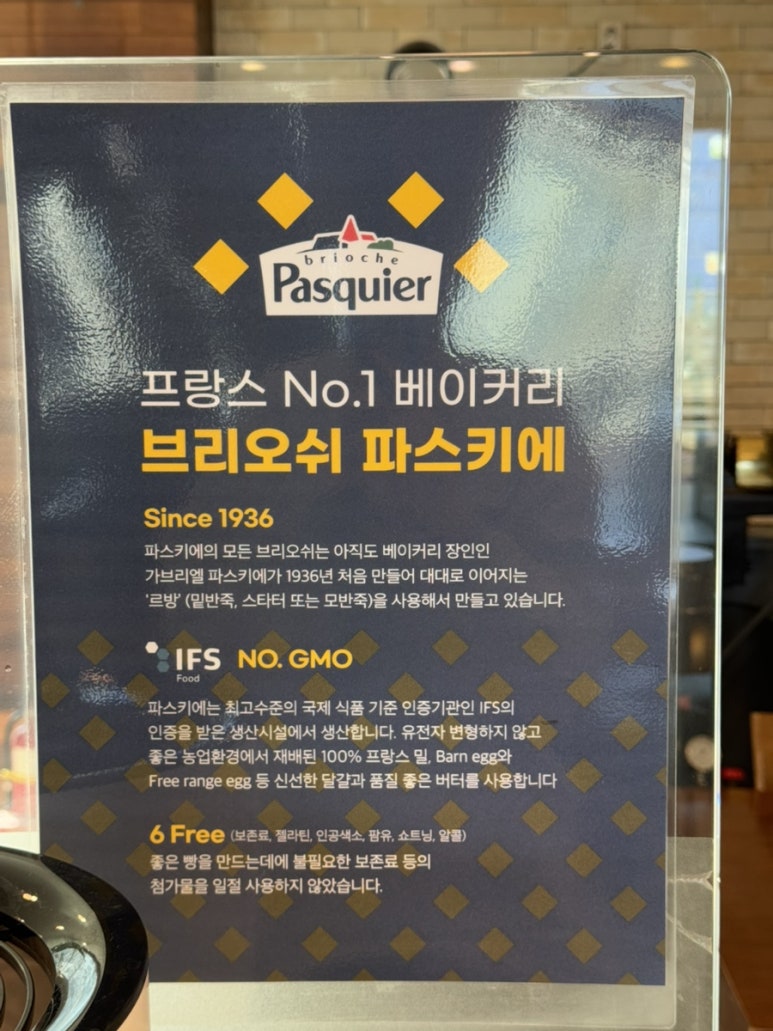 brioche
Pasquier
프랑스 No.1 베이커리
브리오쉬 파스키에
Since 1936
파스키에의 모든 브리오쉬는 아직도 베이커리 장인인
가브리엘 파스키에가 1936년 처음 만들어 대대로 이어지는
'르방' (밑반죽, 스타터 또는 모반죽)을 사용해서 만들고 있습니다.
IFS NO. GMO
Food
파스키에는 최고수준의 국제 식품 기준 인증기관인 IFS의
인증을 받은 생산시설에서 생산합니다. 유전자 변형하지 않고
좋은 농업환경에서 재배된 100% 프랑스 밀, Barn egg와
Free range egg 등 신선한 달걀과 품질 좋은 버터를 사용합니다
6 Free (보존료, 젤라틴, 인공색소, 팜유, 쇼트닝, 알콜)
좋은 빵을 만드는데에 불필요한 보존료 등의
첨가물을 일절 사용하지 않았습니다.